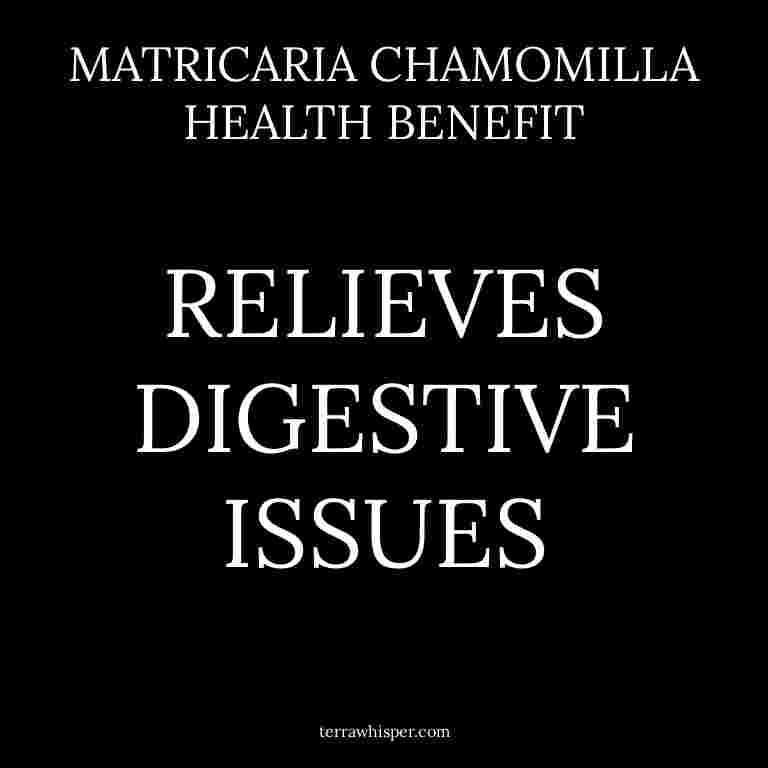 MATRICARIA CHAMOMILLA
HEALTH BENEFIT
RELIEVES
DIGESTIVE
ISSUES
terrawhisper.com